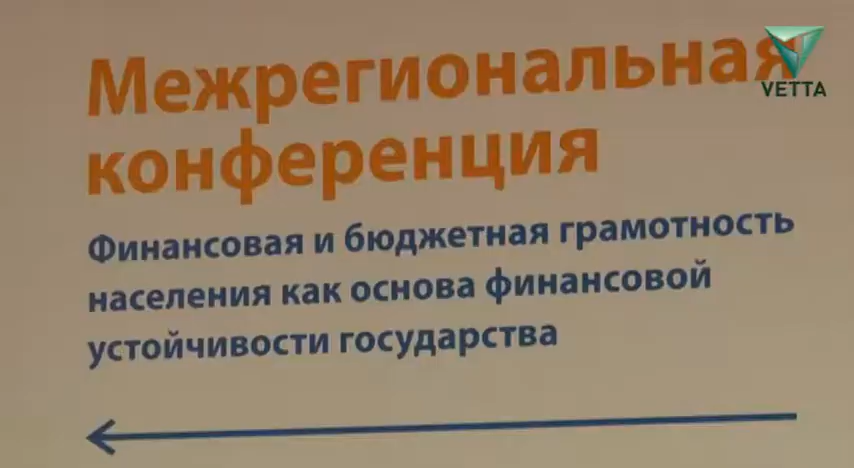 Межрегиональная
VETTA
конференция
Финансовая и бюджетная грамотность
населения как основа финансовой
устойчивости государства